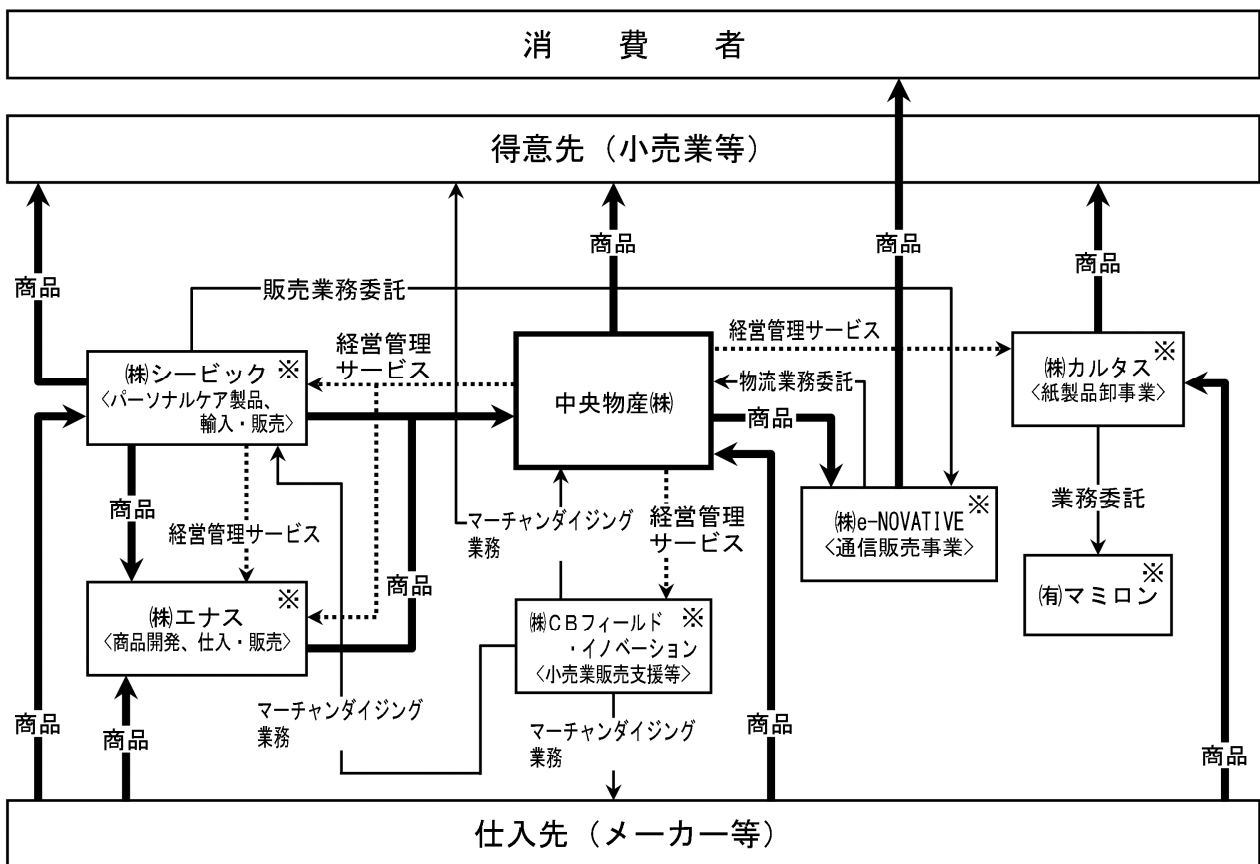 消費者
得意先（小売業等）
商品
商品
商品
商品
販売業務委託
経営管理
サービス
経営管理サービス
㈱シービック ※
〈パーソナルケア製品、
輸入・販売〉
中央物産㈱
物流業務委託
商品
㈱カルタス ※
〈紙製品卸事業〉
商品
経営管理サービス
マーチャンダイジング
業務
経営管理
サービス
㈱e-NOVATIVE ※
〈通信販売事業〉
業務委託
㈲マミロン ※
㈱エナス ※
〈商品開発、仕入・販売〉
商品
㈱ＣＢフィールド ※
・イノベーション
〈小売業販売支援等〉
商品
商品
マーチャンダイジング
業務
マーチャンダイジング
業務
商品
商品
仕入先（メーカー等）